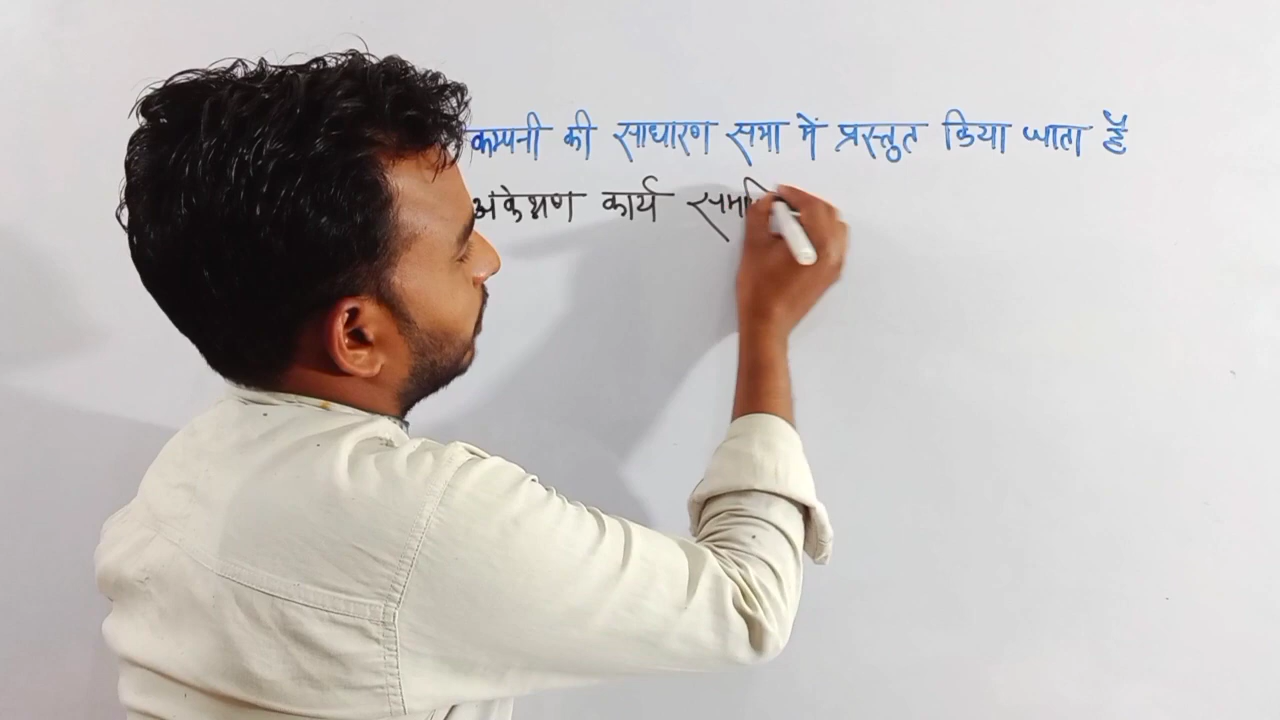 कम्पनी की साधारण सभा में प्रस्तुत किया जाता है
अंकेक्षण कार्य